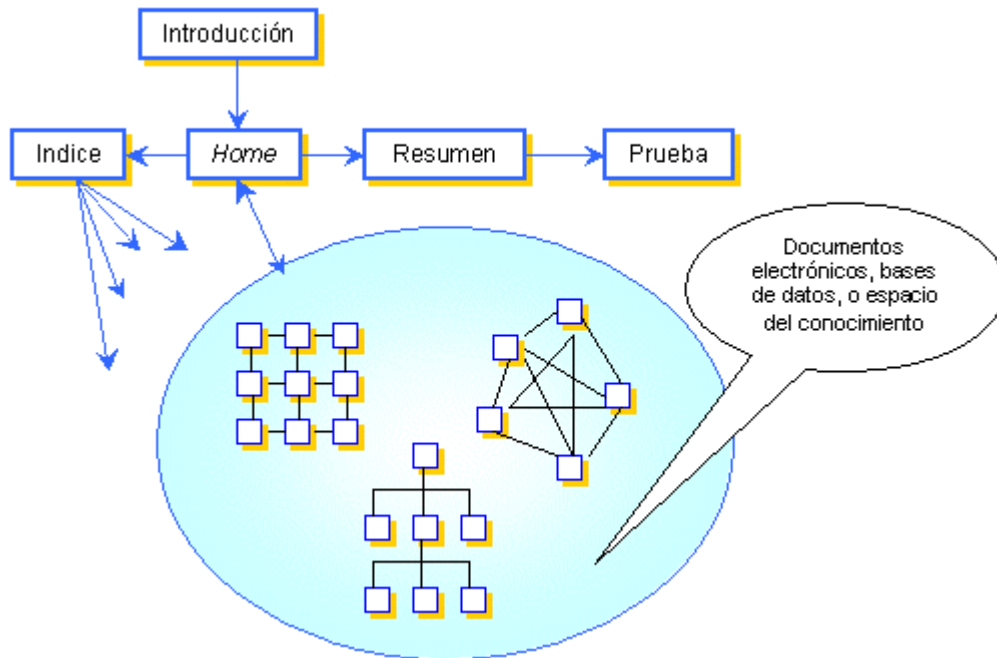 Introducción
Indice
Home
Resumen
Prueba
Documentos
electrónicos, bases
de datos, o espacio
del conocimiento